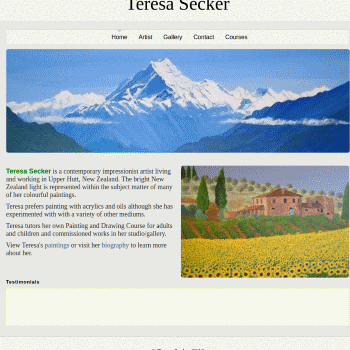 Teresa Secker
Home Artist Gallery Contact Courses
Teresa Secker is a contemporary impressionist artist living
and working in Upper Hutt, New Zealand. The bright New
Zealand light is represented within the subject matter of many
of her colourful paintings.
Teresa prefers painting with acrylics and oils although she has
experimented with with a variety of other mediums.
Teresa tutors her own Painting and Drawing Course for adults
and children and commissioned works in her studio/gallery.
View Teresa's paintings or visit her biography to learn more
about her.
Testimonials